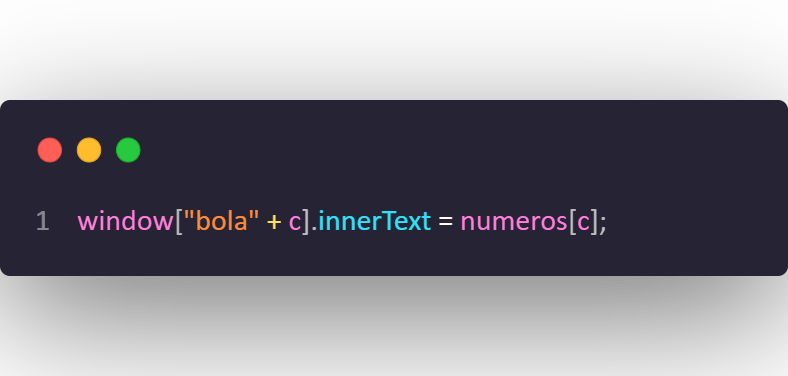 1 window["bola" + c].innerText = numeros[c];